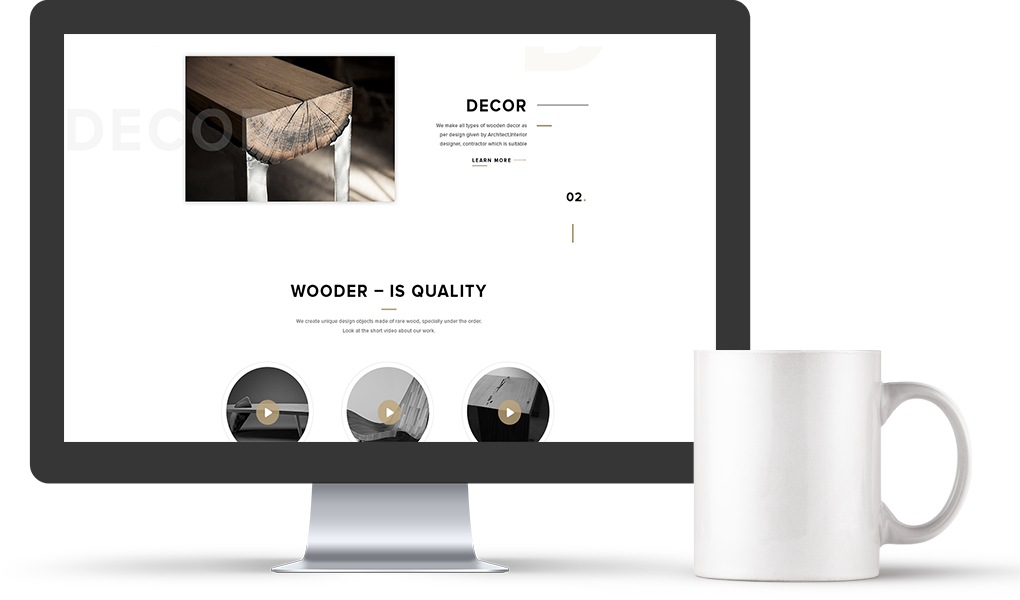 DECOR
DECOR
We make all types of wooden decor as
per design given by Architect,Interior
designer, contractor which is suitable
LEARN MORE
02.
WOODER – IS QUALITY
We create unique design objects made of rare wood, specially under the order.
Look at the short video about our work.